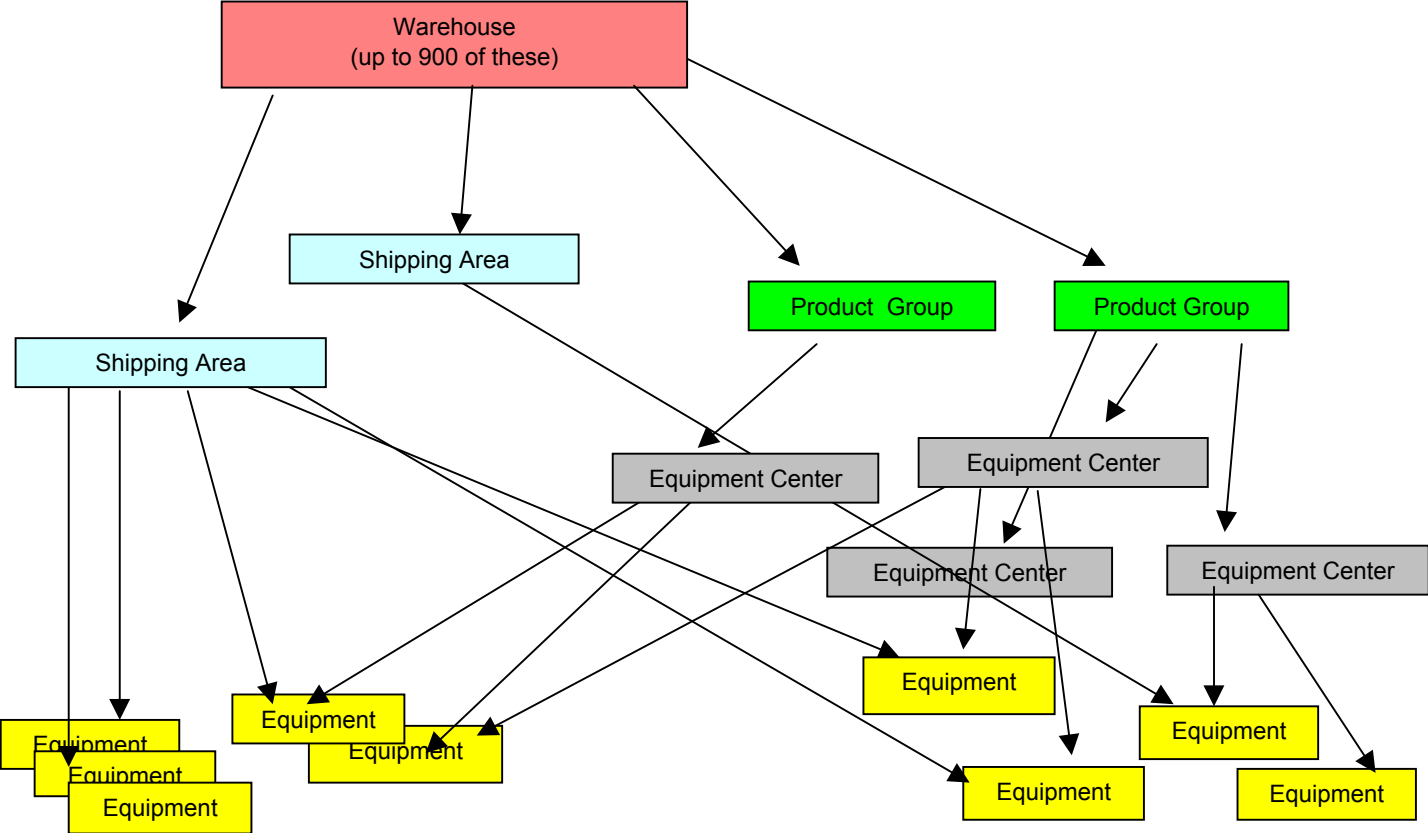 Warehouse
(up to 900 of these)
Shipping Area
Product  Group
Product Group
Shipping Area
Equipment Center
Equipment Center
Equipment Center
Equipment Center
Equipment
Equipment
Equipment
Equipment
Equipment
Equipment
Equipment
Equipment
Equipment